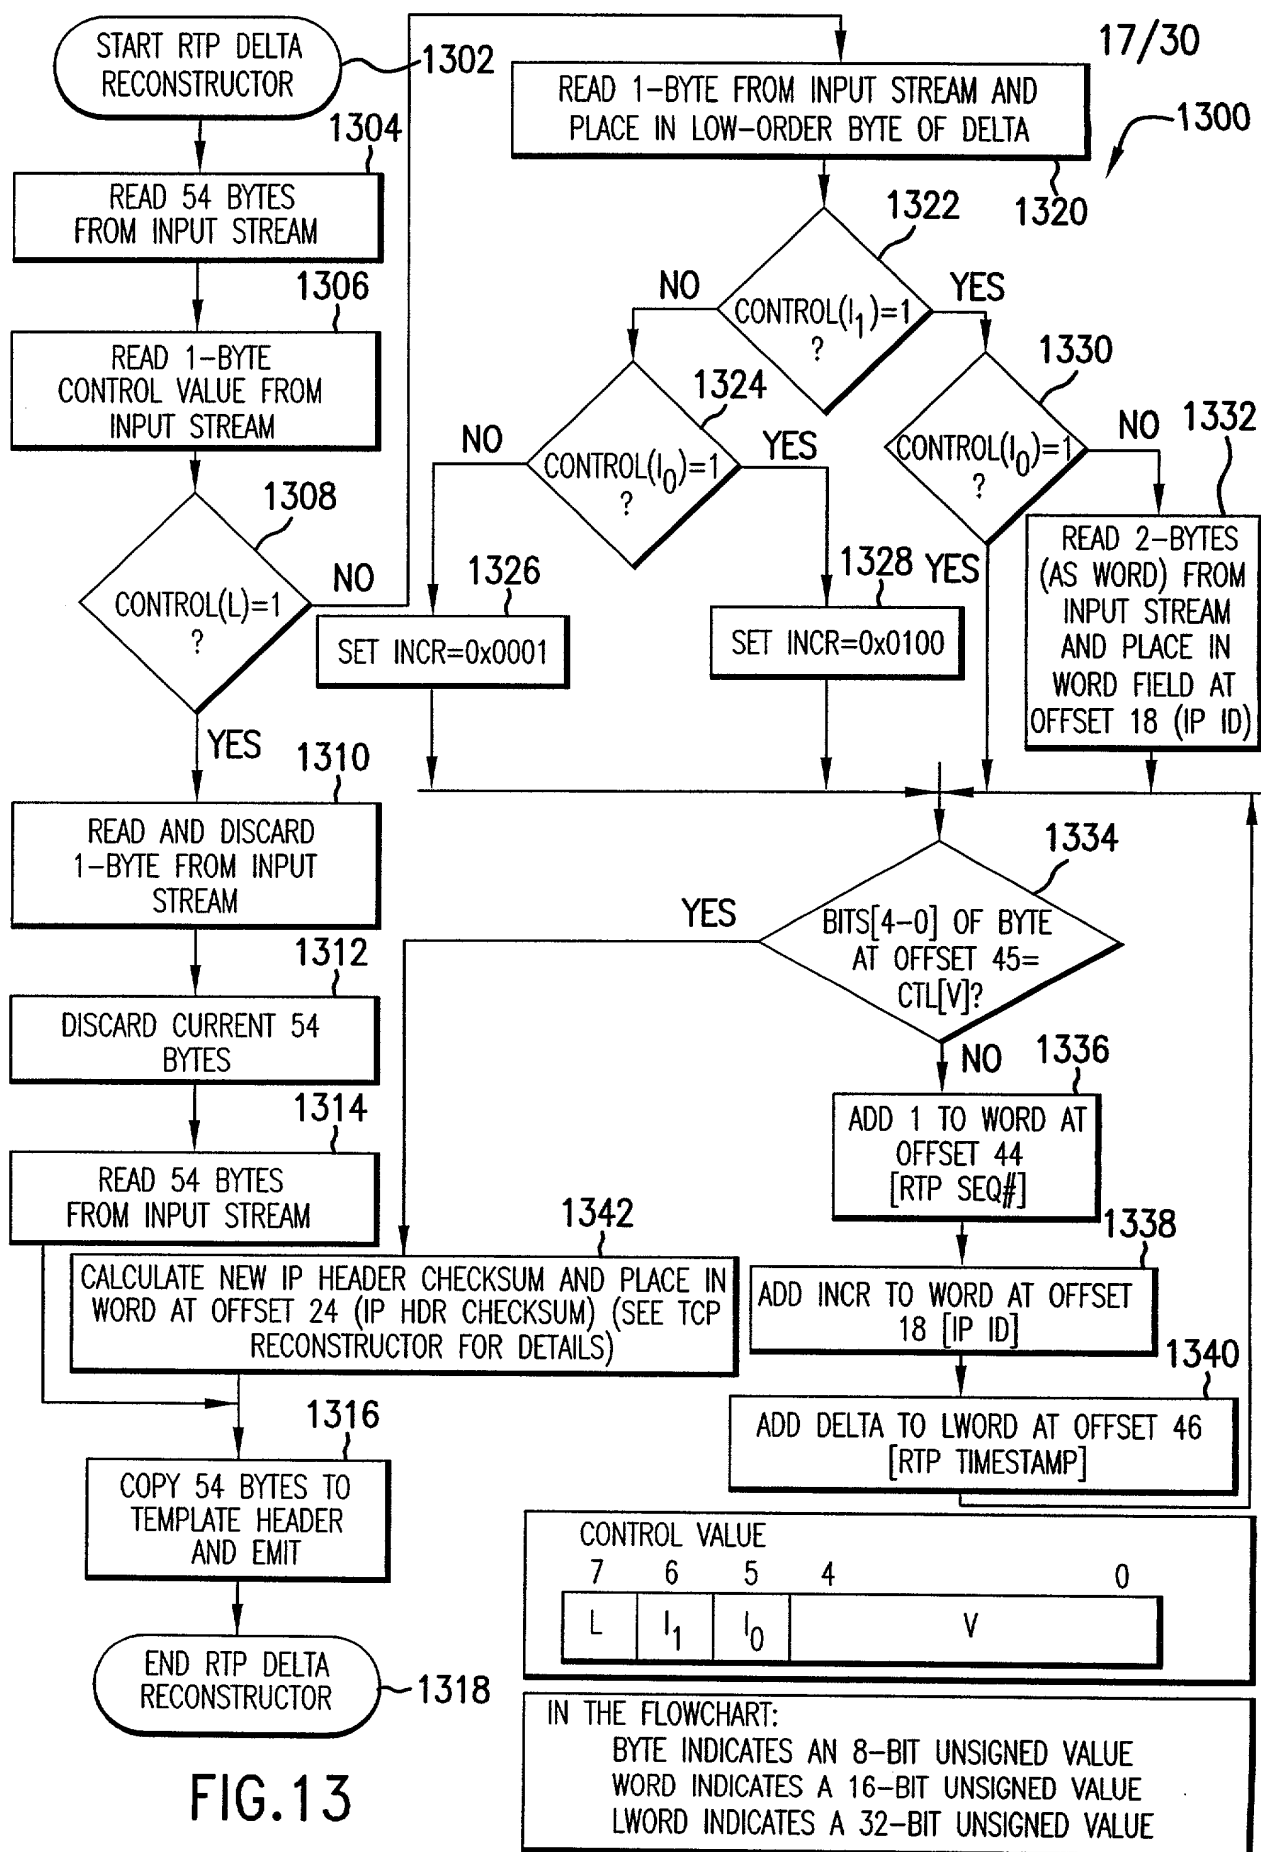 17/30
1300
START RTP DELTA
RECONSTRUCTOR
1302
1304
READ 54 BYTES
FROM INPUT STREAM
1306
READ 1-BYTE
CONTROL VALUE FROM
INPUT STREAM
1308
CONTROL(L)=1
?
NO
YES
1310
READ AND DISCARD
1-BYTE FROM INPUT
STREAM
1312
DISCARD CURRENT 54
BYTES
1314
READ 54 BYTES
FROM INPUT STREAM
READ 1-BYTE FROM INPUT STREAM AND
PLACE IN LOW-ORDER BYTE OF DELTA
1320
1322
CONTROL(I1)=1
?
NO
YES
1324
CONTROL(I0)=1
?
NO
YES
1326
SET INCR=0x0001
1328
SET INCR=0x0100
1330
CONTROL(I0)=1
?
NO
YES
1332
READ 2-BYTES
(AS WORD) FROM
INPUT STREAM
AND PLACE IN
WORD FIELD AT
OFFSET 18 (IP ID)
1334
BITS[4-0] OF BYTE
AT OFFSET 45=
CTL[V]?
YES
NO
1336
ADD 1 TO WORD AT
OFFSET 44
[RTP SEQ#]
1338
ADD INCR TO WORD AT OFFSET
18 [IP ID]
1340
ADD DELTA TO LWORD AT OFFSET 46
[RTP TIMESTAMP]
1342
CALCULATE NEW IP HEADER CHECKSUM AND PLACE IN
WORD AT OFFSET 24 (IP HDR CHECKSUM) (SEE TCP
RECONSTRUCTOR FOR DETAILS)
1316
COPY 54 BYTES TO
TEMPLATE HEADER
AND EMIT
END RTP DELTA
RECONSTRUCTOR
1318
CONTROL VALUE
7 6 5 4 0
L I1 I0 V
IN THE FLOWCHART:
BYTE INDICATES AN 8-BIT UNSIGNED VALUE
WORD INDICATES A 16-BIT UNSIGNED VALUE
LWORD INDICATES A 32-BIT UNSIGNED VALUE
FIG.13